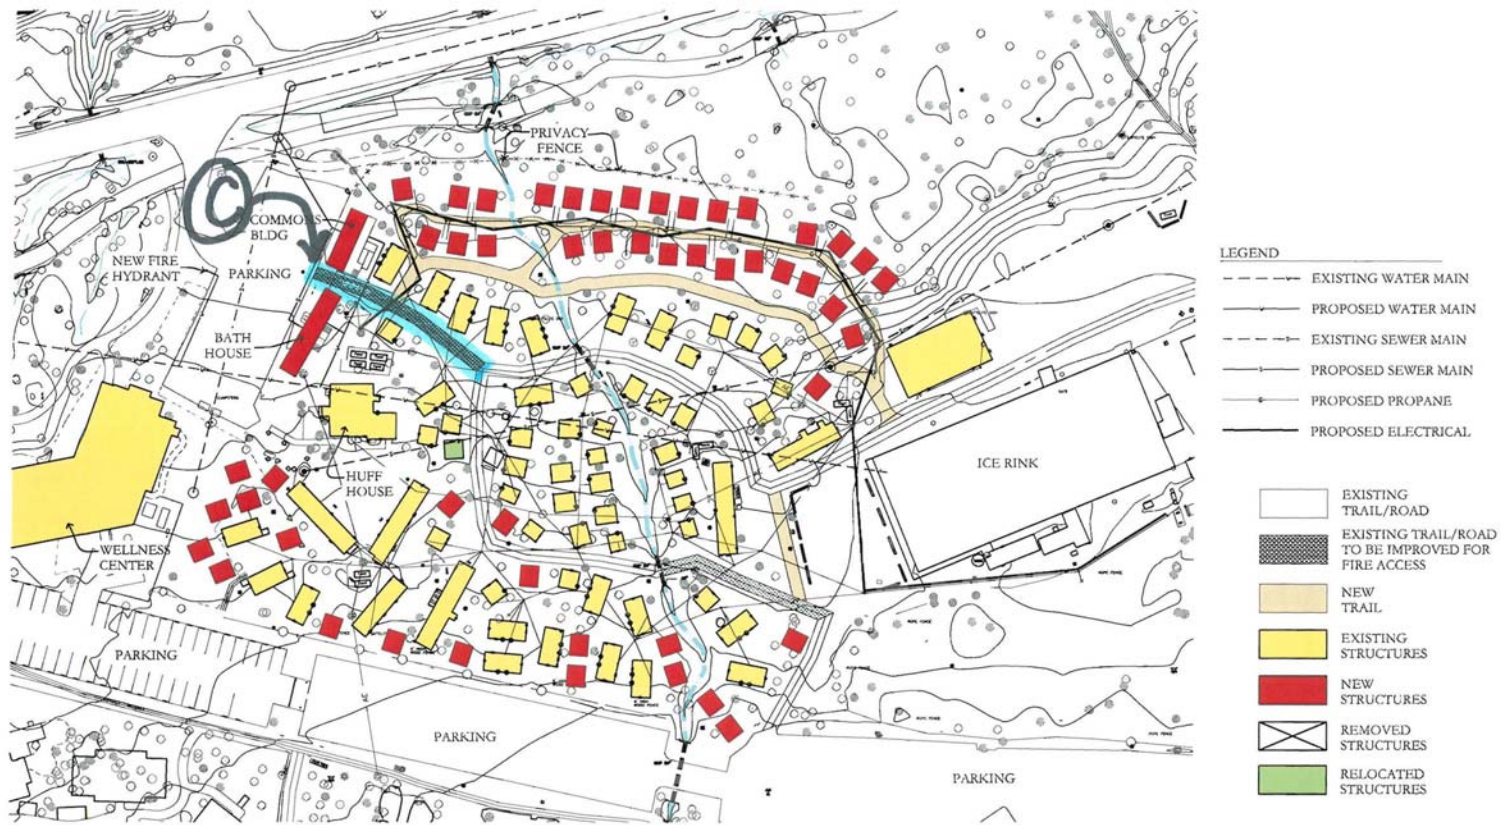 PRIVACY
FENCE
C
COMMONS
BLDG
NEW FIRE
HYDRANT
PARKING
BATH
HOUSE
HUFF
HOUSE
WELLNESS
CENTER
PARKING
PARKING
PARKING
ICE RINK
LEGEND
EXISTING WATER MAIN
PROPOSED WATER MAIN
EXISTING SEWER MAIN
PROPOSED SEWER MAIN
PROPOSED PROPANE
PROPOSED ELECTRICAL
EXISTING
TRAIL/ROAD
EXISTING TRAIL/ROAD
TO BE IMPROVED FOR
FIRE ACCESS
NEW
TRAIL
EXISTING
STRUCTURES
NEW
STRUCTURES
REMOVED
STRUCTURES
RELOCATED
STRUCTURES